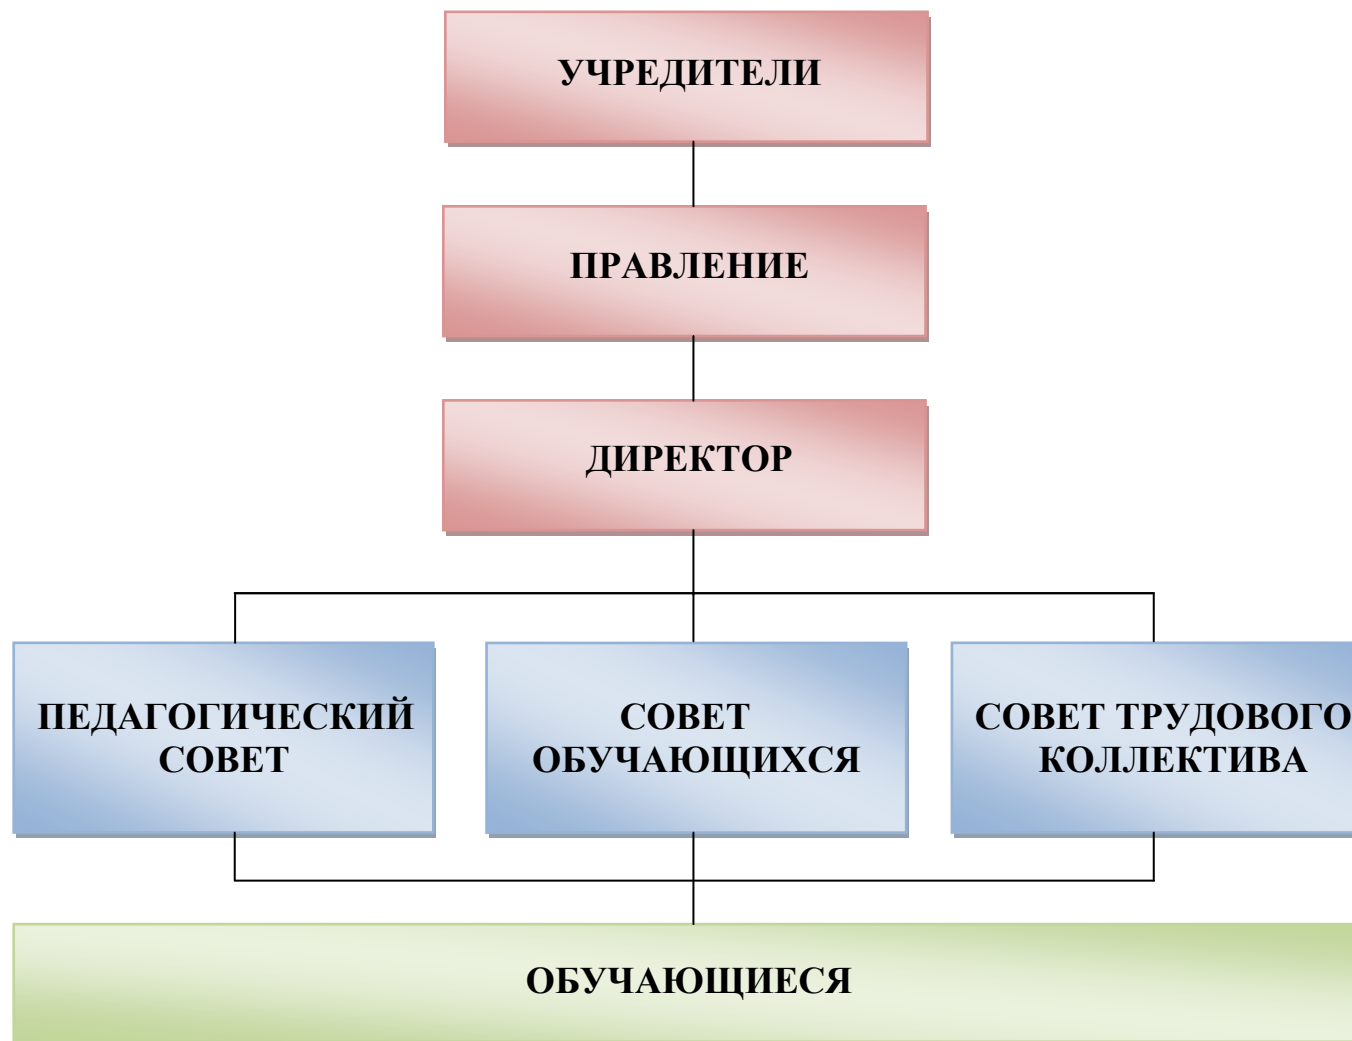 УЧРЕДИТЕЛИ
ПРАВЛЕНИЕ
ДИРЕКТОР
ПЕДАГОГИЧЕСКИЙ
СОВЕТ
СОВЕТ
ОБУЧАЮЩИХСЯ
СОВЕТ ТРУДОВОГО
КОЛЛЕКТИВА
ОБУЧАЮЩИЕСЯ